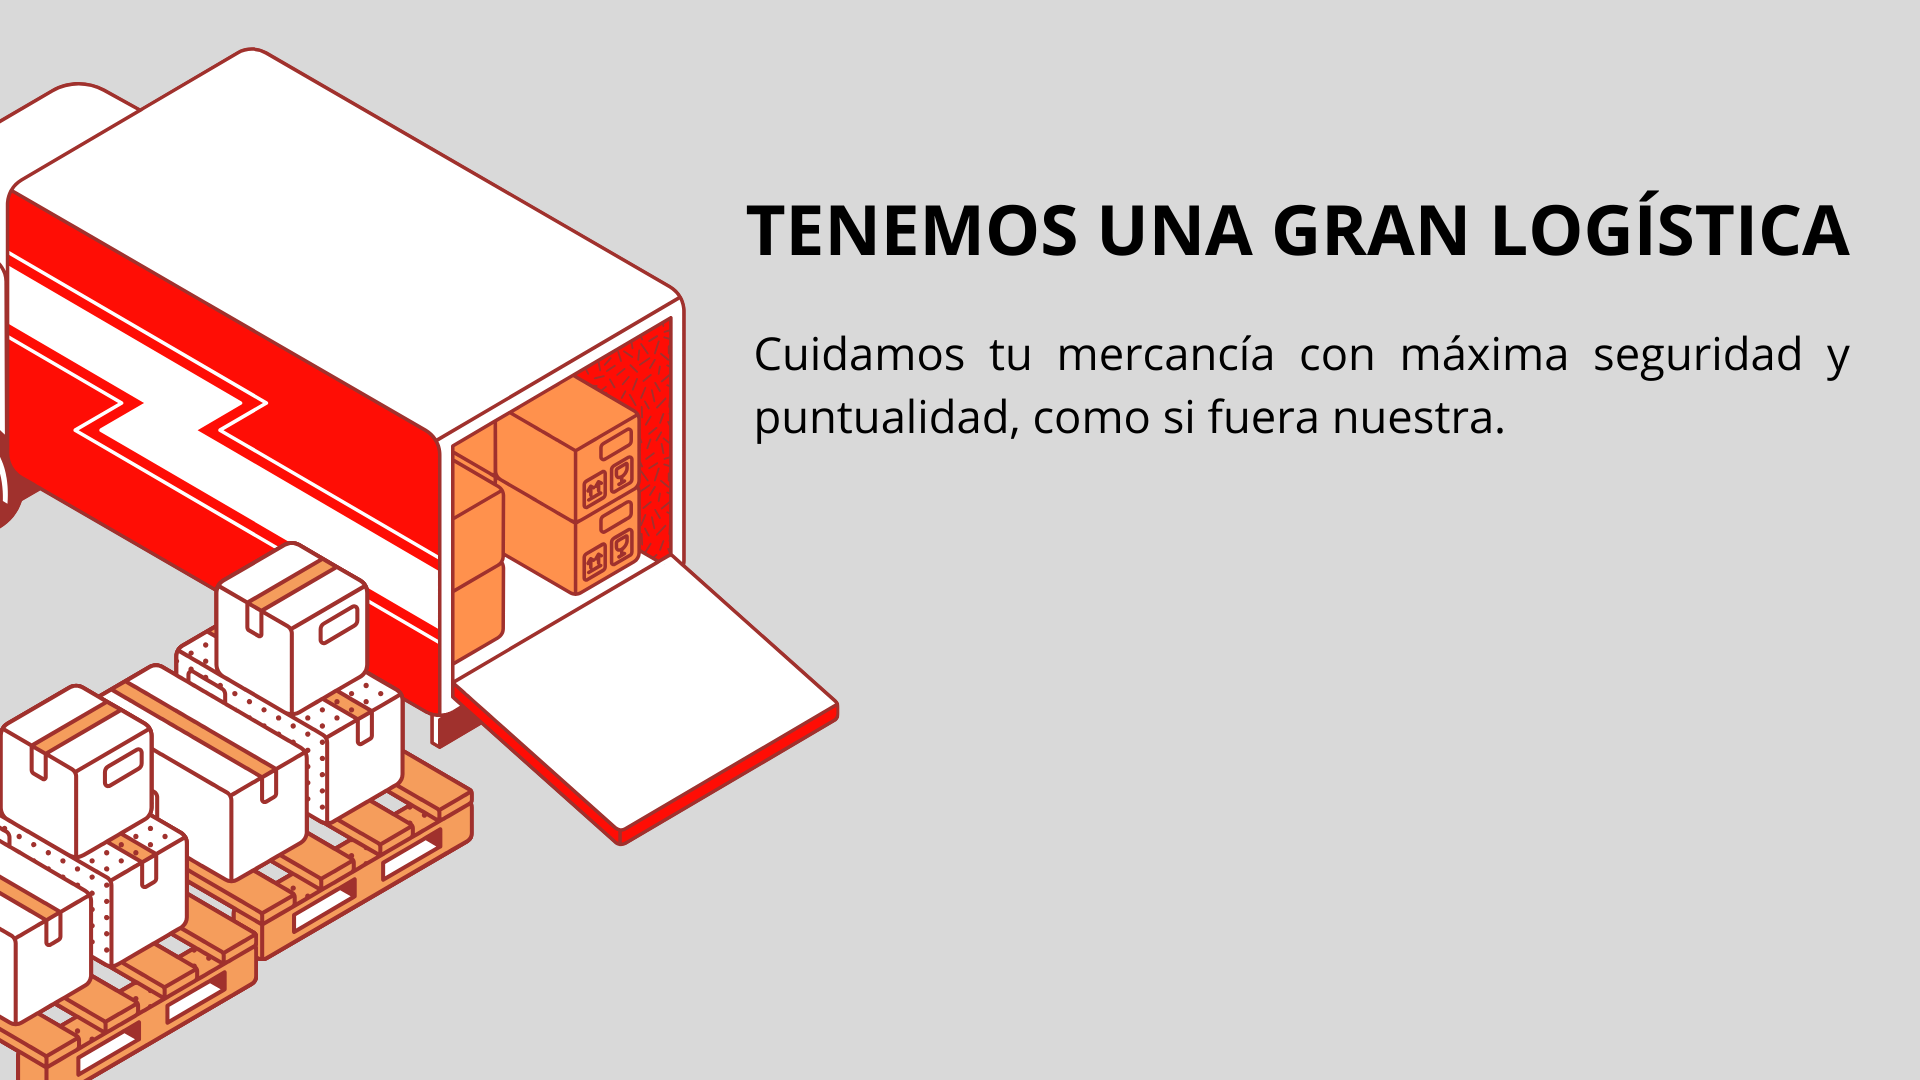 TENEMOS UNA GRAN LOGÍSTICA
Cuidamos tu mercancía con máxima seguridad y
puntualidad, como si fuera nuestra.